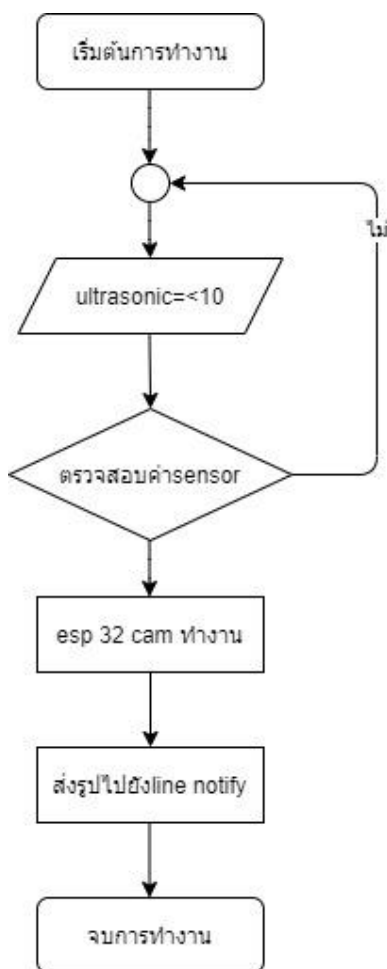 เริ่มต้นการทำงาน
ไม่
ultrasonic=<10
ตรวจสอบค่าsensor
esp 32 cam ทำงาน
ส่งรูปไปยังline notify
จบการทำงาน